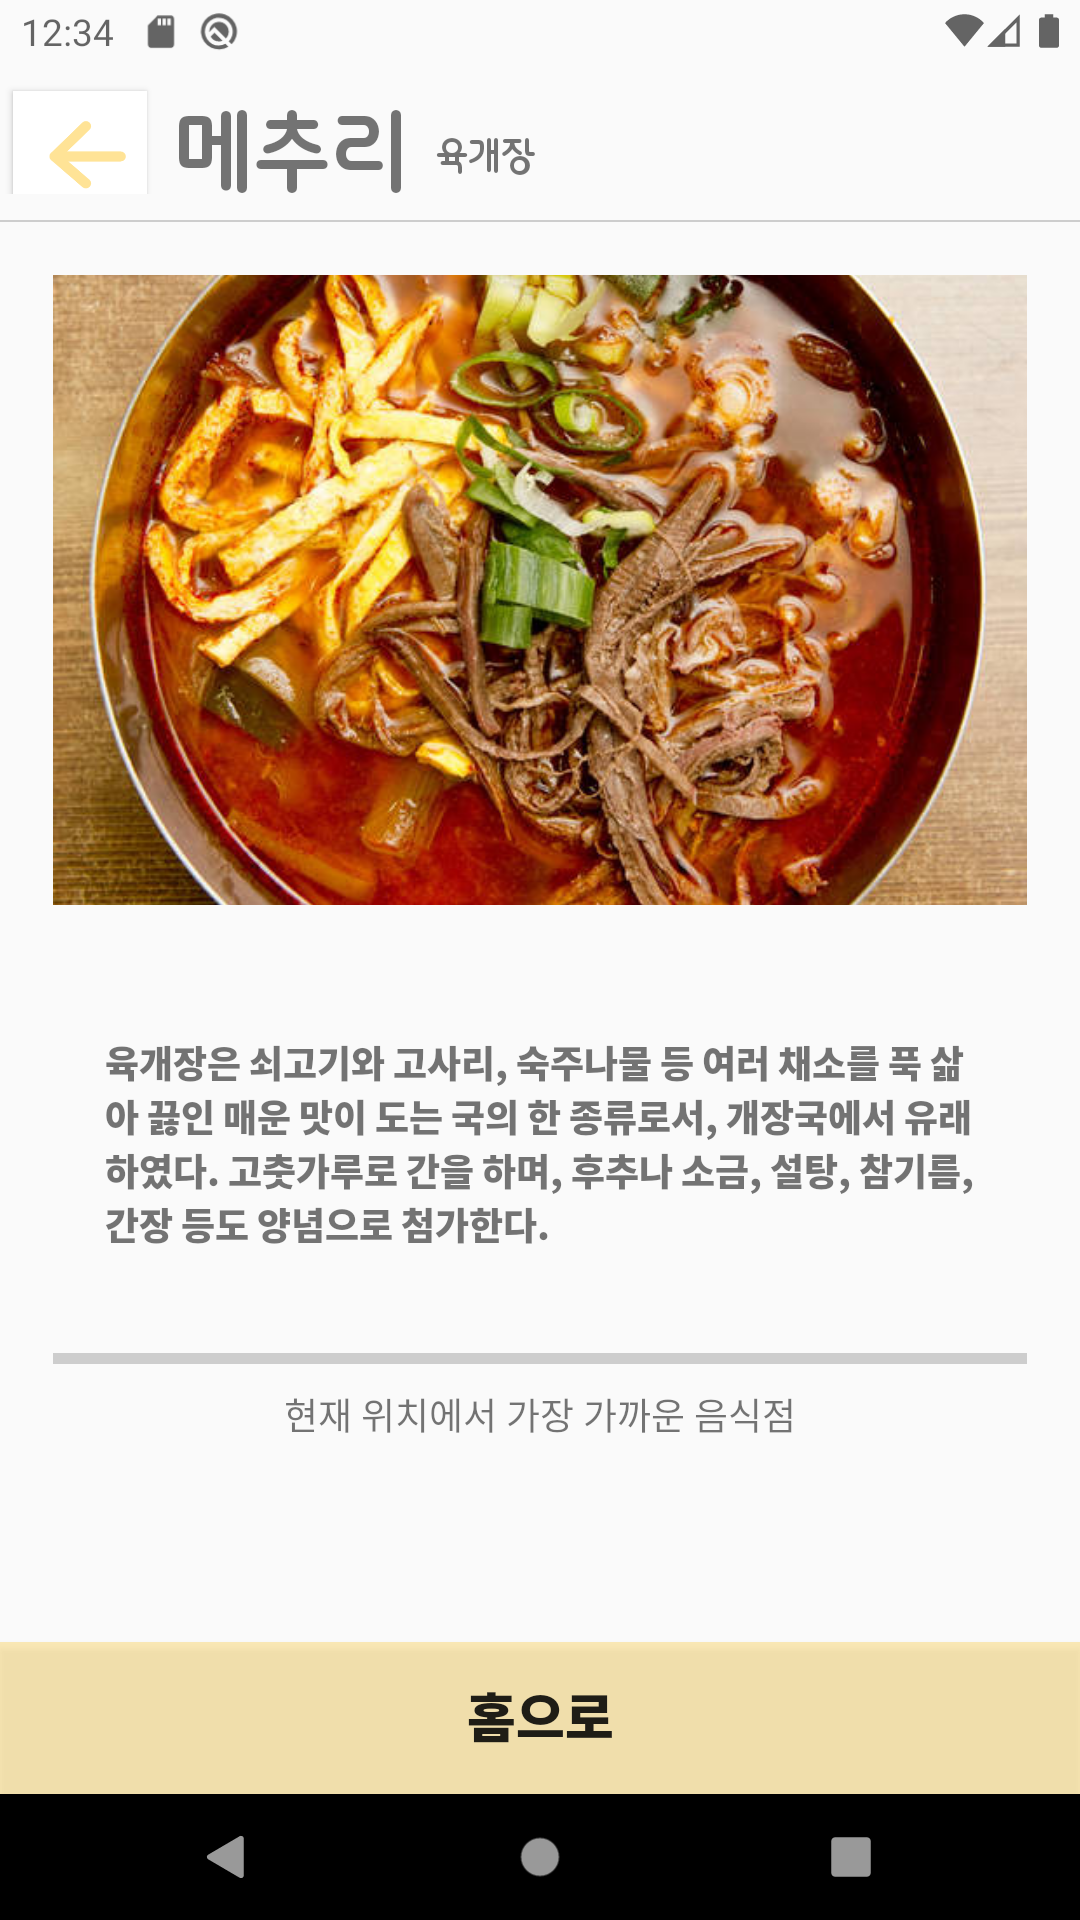 12:34
메추리 육개장
육개장은 쇠고기와 고사리, 숙주나물 등 여러 채소를 푹 삶
아 끓인 매운 맛이 도는 국의 한 종류로서, 개장국에서 유래
하였다. 고춧가루로 간을 하며, 후추나 소금, 설탕, 참기름,
간장 등도 양념으로 첨가한다.
현재 위치에서 가장 가까운 음식점
홈으로